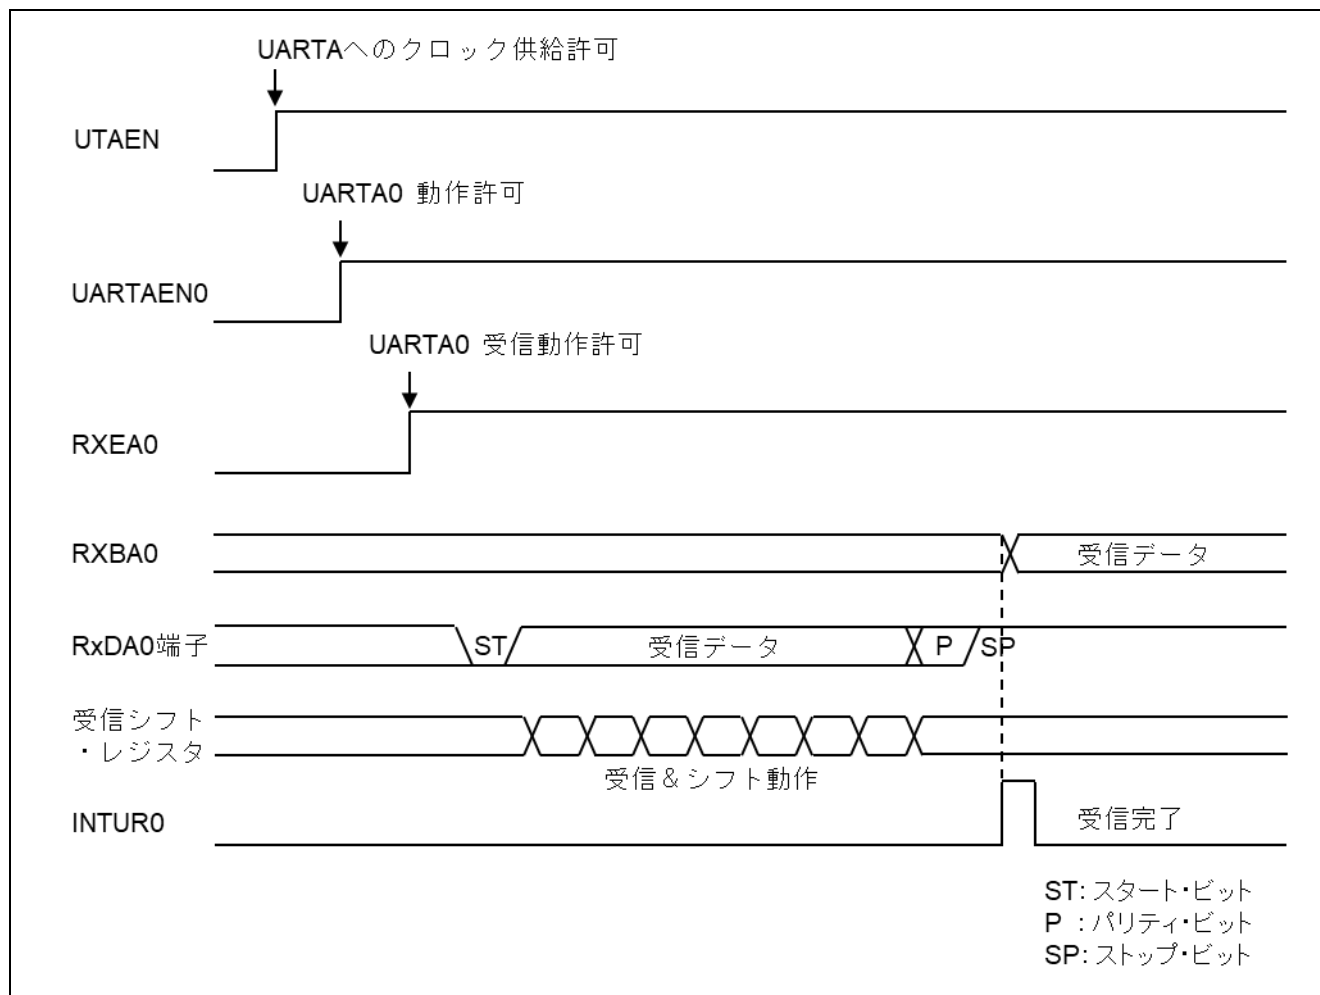 UARTAへのクロック供給許可
UTAEN
UARTA0 動作許可
UARTAEN0
UARTA0 受信動作許可
RXEA0
RXBA0
受信データ
RxDA0端子
ST
受信データ
P
SP
受信シフト
・レジスタ
受信&シフト動作
INTUR0
受信完了
ST:スタート・ビット
P :パリティ・ビット
SP:ストップ・ビット